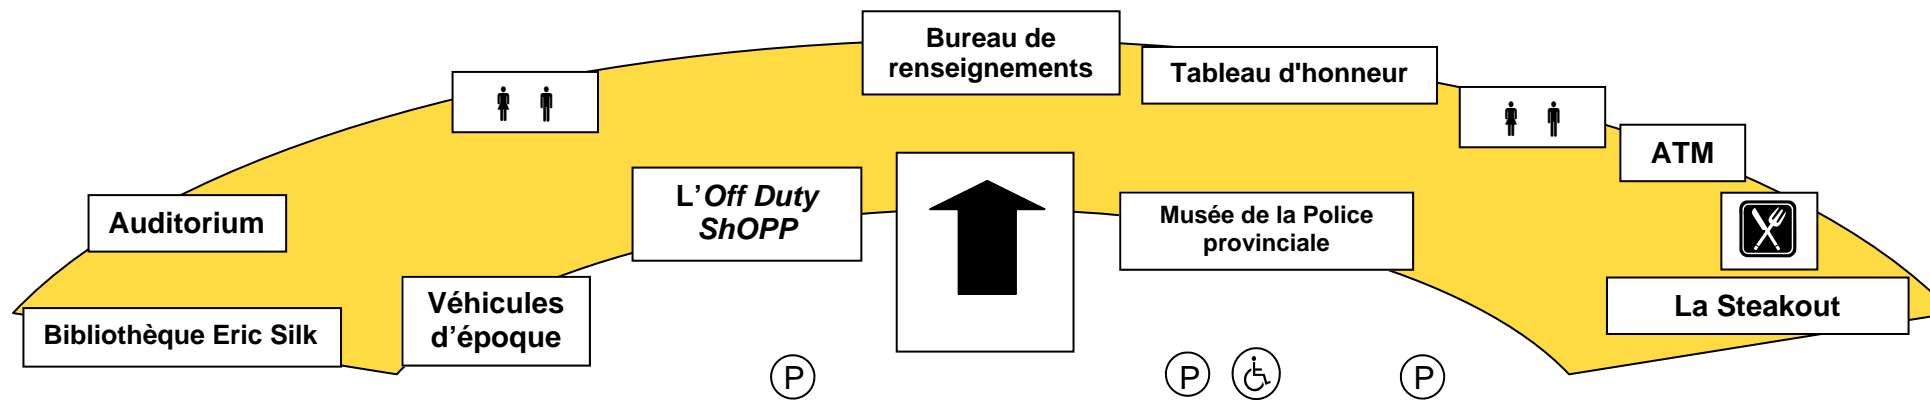 Bureau de
renseignements
Tableau d'honneur
ATM
Auditorium
L'Off Duty
ShOPP
Musée de la Police
provinciale
Bibliothèque Eric Silk
Véhicules
d’époque
La Steakout
P
P
P